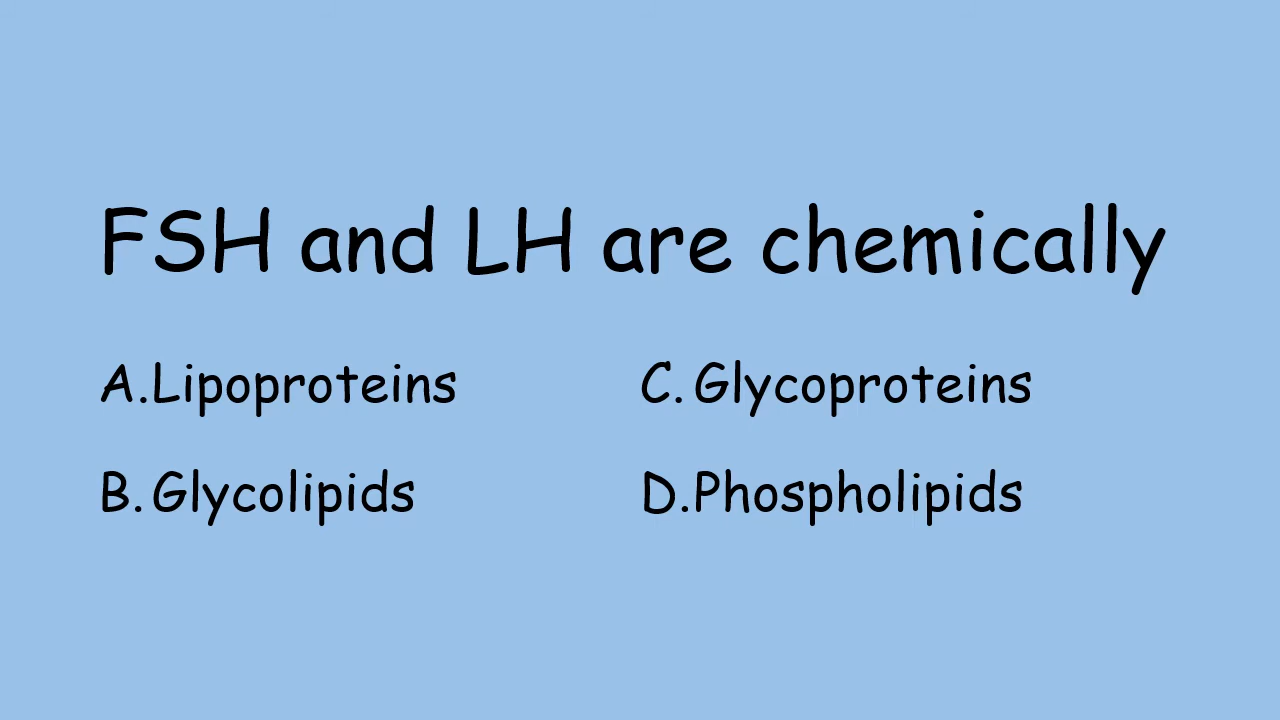 FSH and LH are chemically
A.Lipoproteins
B. Glycolipids
C. Glycoproteins
D.Phospholipids